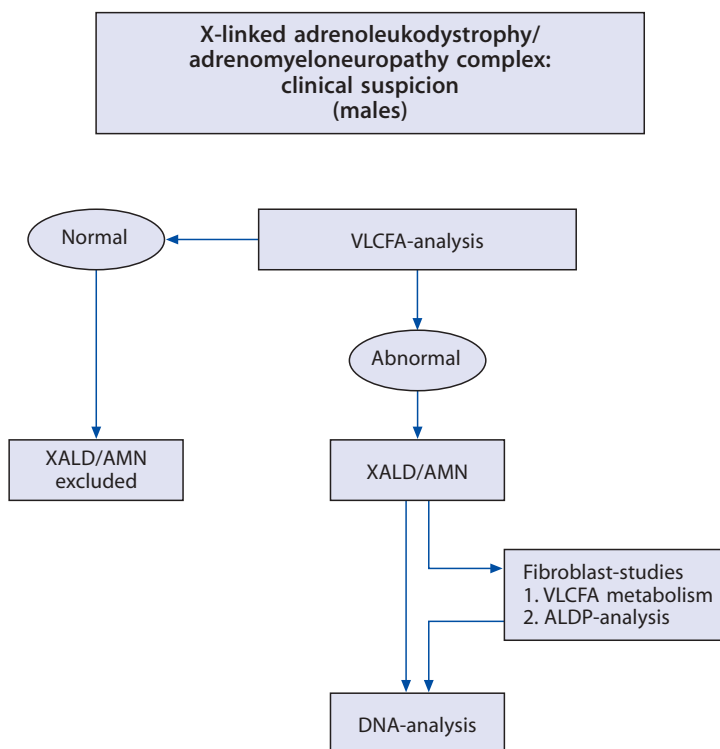 X-linked adrenoleukodystrophy/
adrenomyeloneuropathy complex:
clinical suspicion
(males)
Normal
VLCFA-analysis
Abnormal
XALD/AMN
excluded
XALD/AMN
Fibroblast-studies
1. VLCFA metabolism
2. ALDP-analysis
DNA-analysis